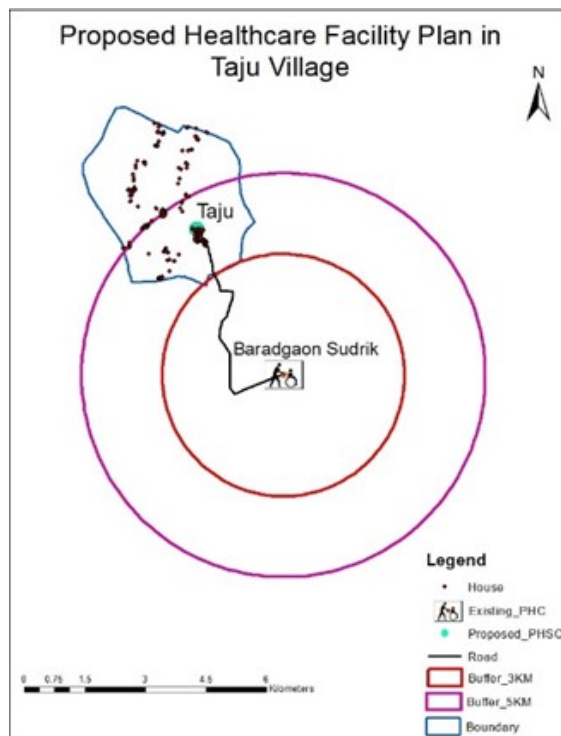 Proposed Healthcare Facility Plan in
Taju Village
N
Taju
Baradgaon Sudrik
Legend
House
Existing_PHC
Proposed_PHSC
Road
Buffer_3KM
Buffer_5KM
Boundary
0 0.75 1.5 3 4.5 6
Kilometers